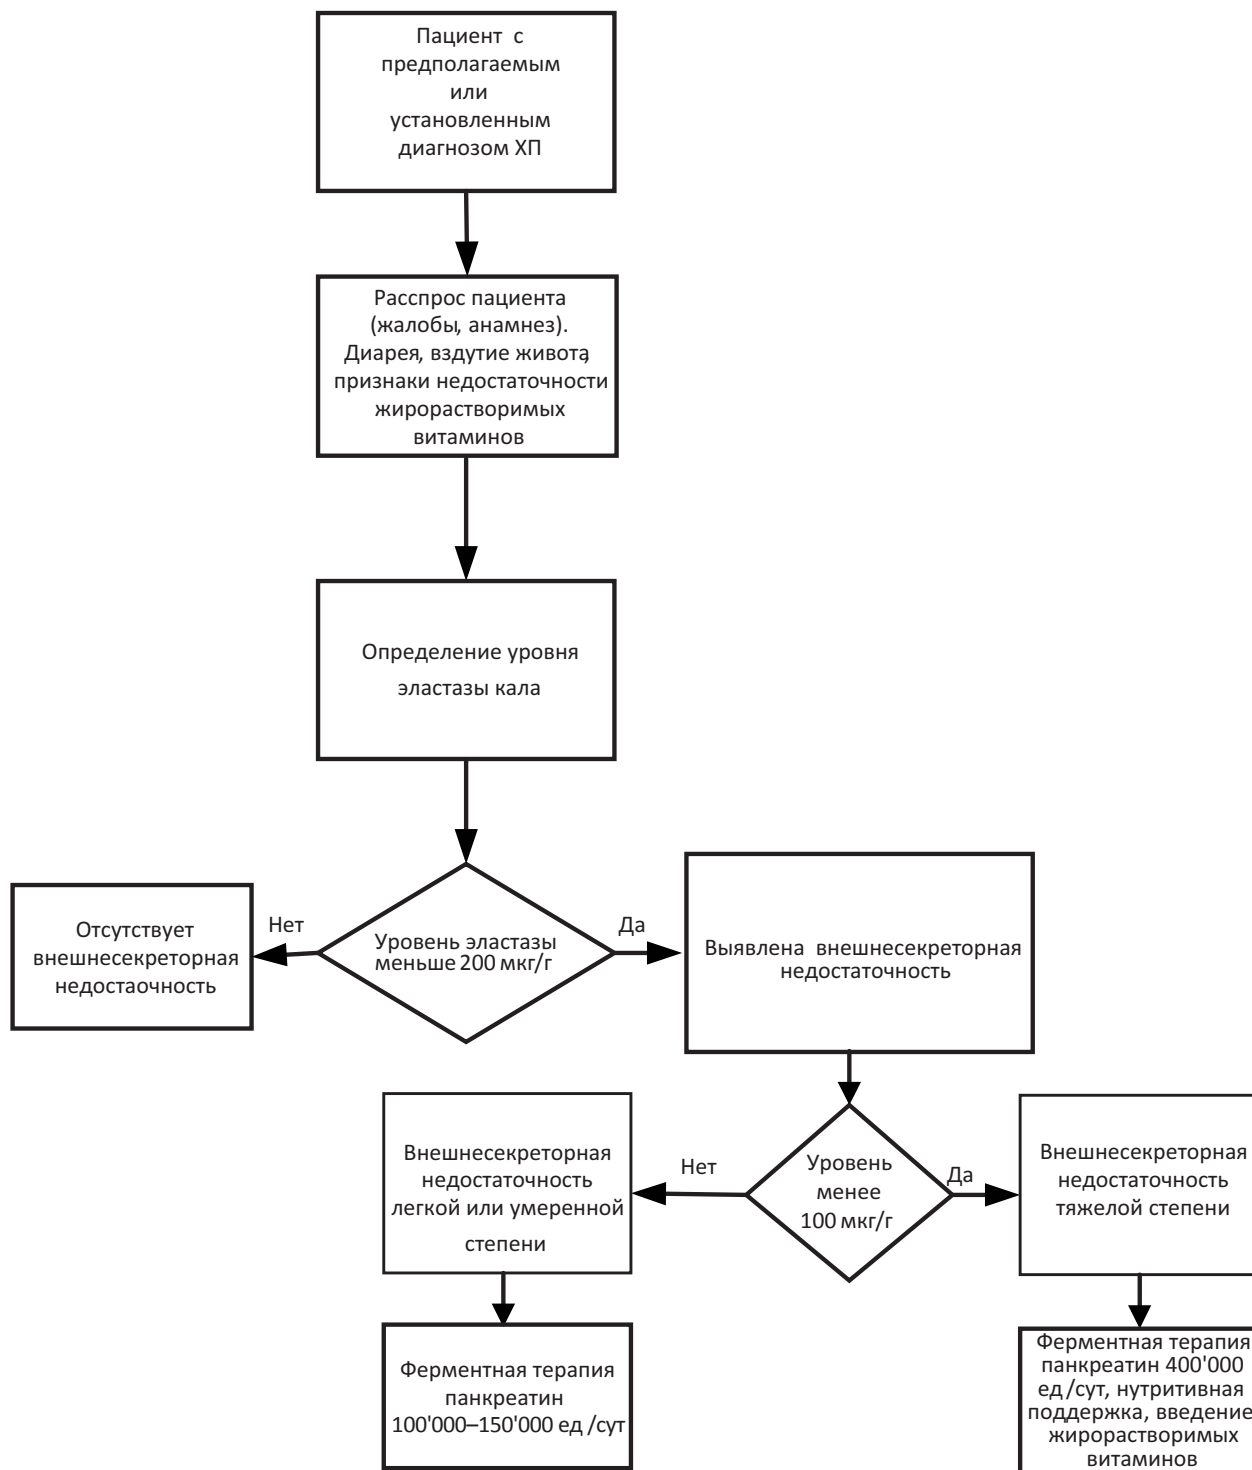 Пациент с
предполагаемым
или
установленным
диагнозом ХП
Расспрос пациента
(жалобы, анамнез).
Диарея, вздутие живота,
признаки недостаточности
жирорастворимых
витаминов
Определение уровня
эластазы кала
Уровень эластазы
меньше 200 мкг/г
Нет
Да
Отсутствует
внешнесекреторная
недостаочность
Выявлена внешнесекреторная
недостаточность
Уровень
менее
100 мкг/г
Нет
Да
Внешнесекреторная
недостаточность
легкой или умеренной
степени
Внешнесекреторная
недостаточность
тяжелой степени
Ферментная терапия
панкреатин
100'000–150'000 ед /сут
Ферментная терапия
панкреатин 400'000
ед /сут, нутритивная
поддержка, введение
жирорастворимых
витаминов